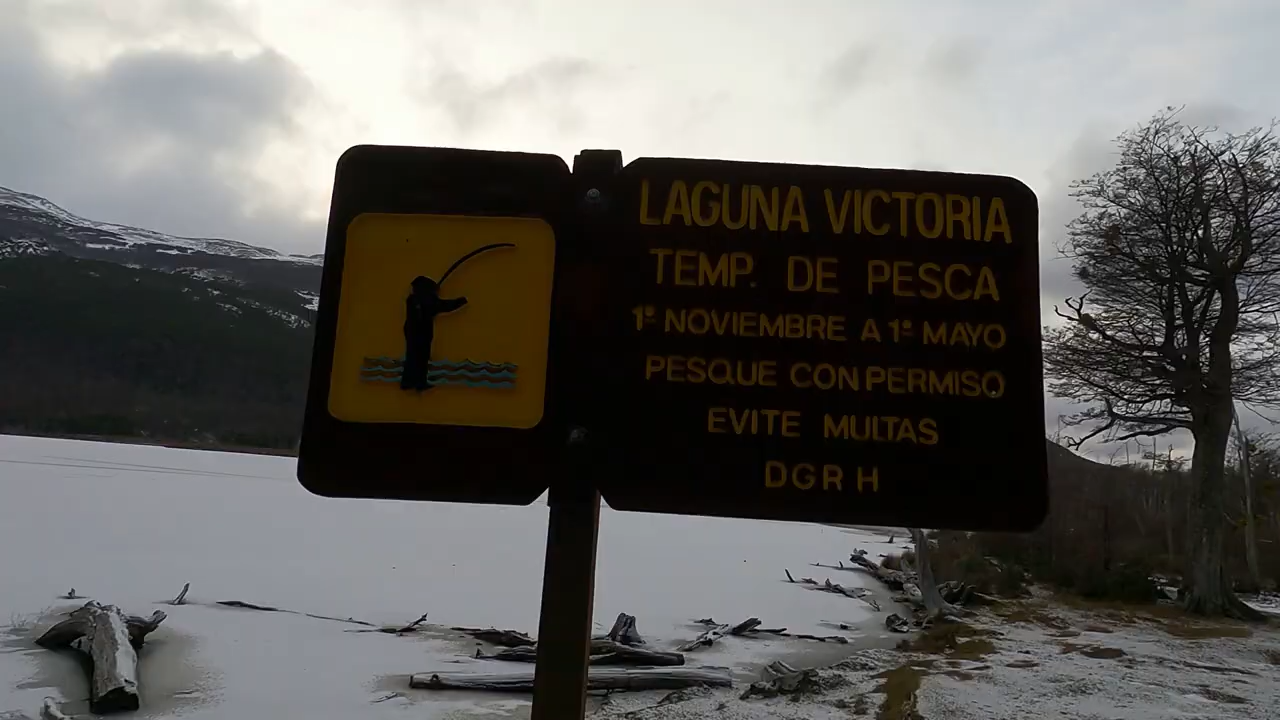 LAGUNA VICTORIA
TEMP. DE PESCA
1º NOVIEMBRE A 1º MAYO
PESQUE CON PERMISO
EVITE MULTAS
DGRH